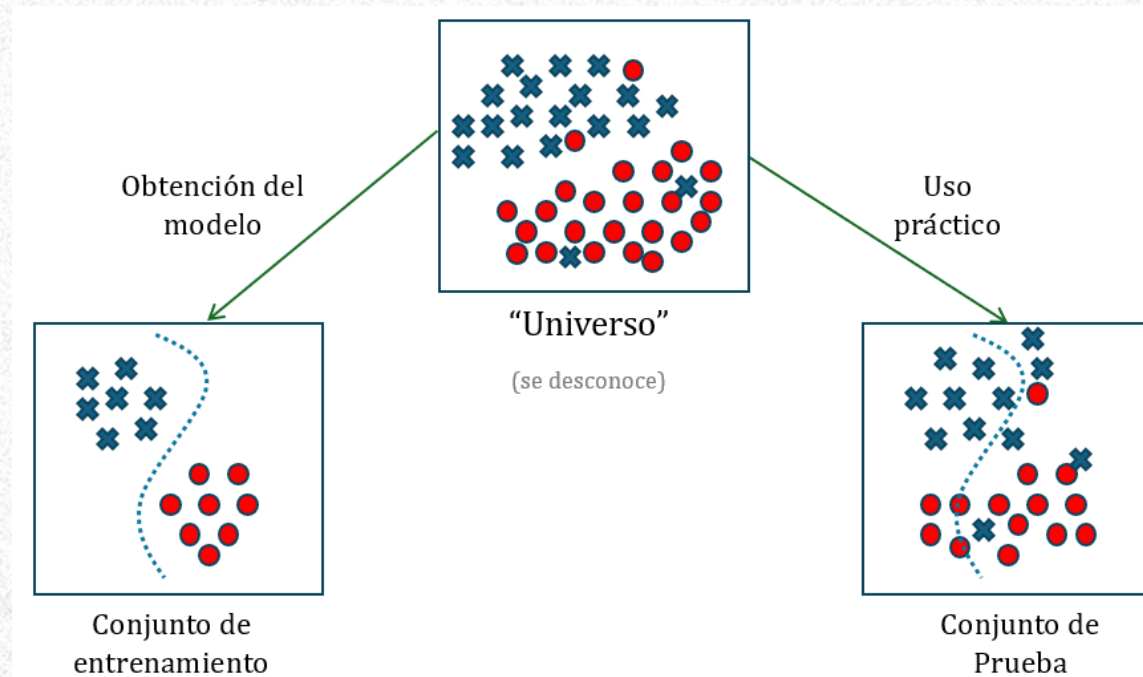 Obtención del
modelo
Uso
práctico
“Universo”
(se desconoce)
Conjunto de
entrenamiento
Conjunto de
Prueba